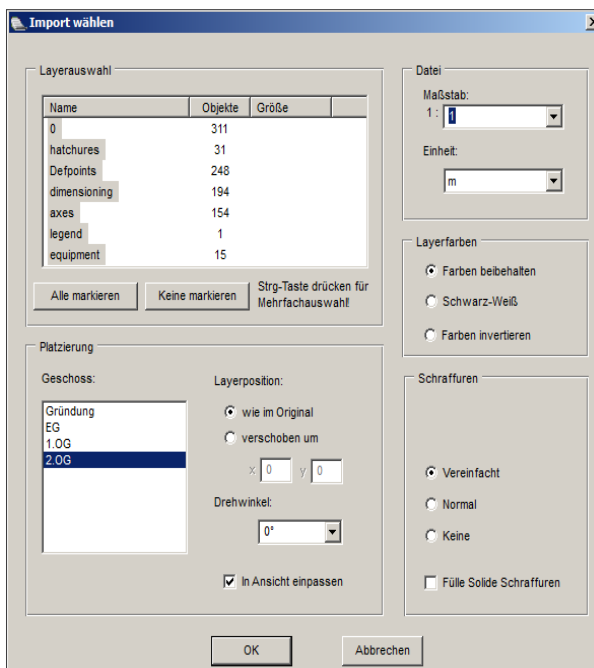 Import wählen
Layerauswahl
Name Objekte Größe
0 311
hatchures 31
Defpoints 248
dimensioning 194
axes 154
legend 1
equipment 15
Alle markieren
Keine markieren
Strg-Taste drücken für
Mehrfachauswahl!
Datei
Maßstab:
1 : 1
Einheit:
m
Layerfarben
Farben beibehalten
Schwarz-Weiß
Farben invertieren
Platzierung
Geschoss:
Gründung
EG
1.OG
2.OG
Layerposition:
wie im Original
verschoben um
x 0 y 0
Drehwinkel:
0°
In Ansicht einpassen
Schraffuren
Vereinfacht
Normal
Keine
Fülle Solide Schraffuren
OK
Abbrechen